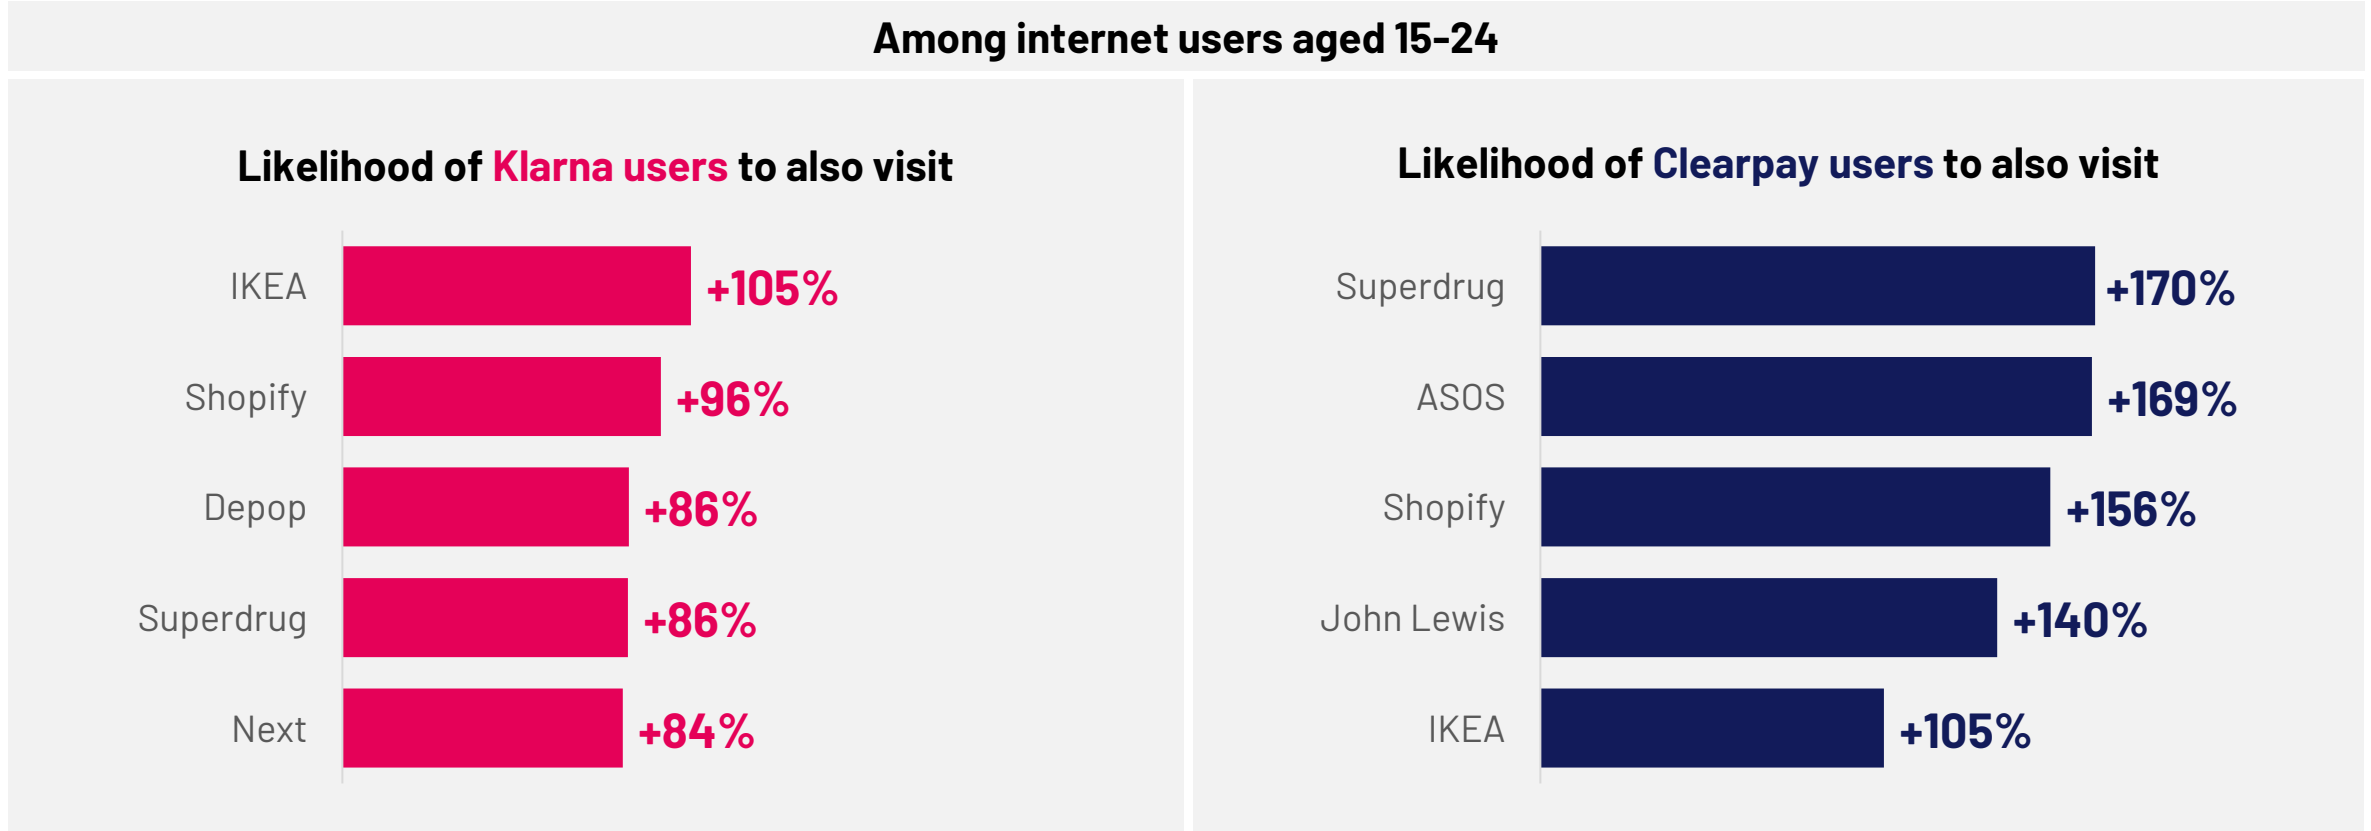 Among internet users aged 15-24
Likelihood of Klarna users to also visit
IKEA +105%
Shopify +96%
Depop +86%
Superdrug +86%
Next +84%
Likelihood of Clearpay users to also visit
Superdrug +170%
ASOS +169%
Shopify +156%
John Lewis +140%
IKEA +105%